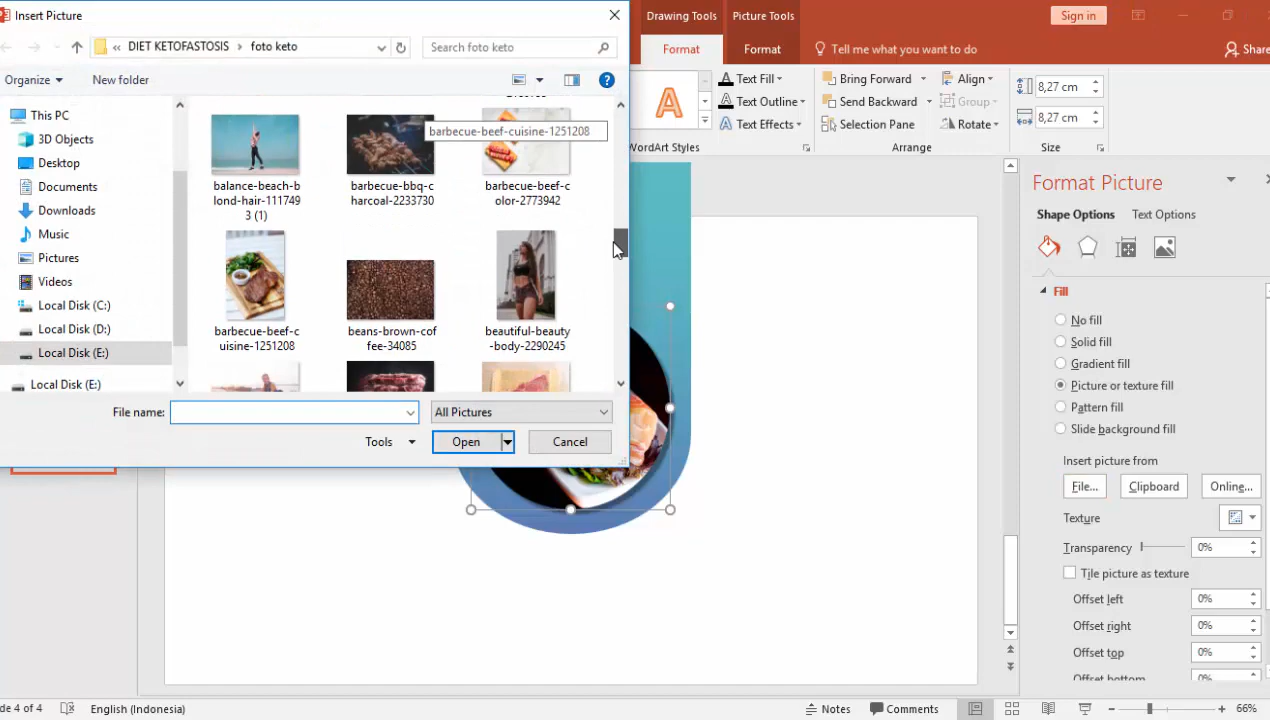 Insert Picture
Drawing Tools
Picture Tools
Sign in
« DIET KETOFASTOSIS > foto keto
Search foto keto
Format
Format
Tell me what you want to do
Share
Organize
New folder
Text Fill
Text Outline
Text Effects
WordArt Styles
Bring Forward
Send Backward
Selection Pane
Align
Group
Rotate
Arrange
8,27 cm
8,27 cm
Size
This PC
3D Objects
Desktop
Documents
Downloads
Music
Pictures
Videos
Local Disk (C:)
Local Disk (D:)
Local Disk (E:)
Local Disk (E:)
barbecue-beef-cuisine-1251208
balance-beach-b
lond-hair-111749
3 (1)
barbecue-bbq-c
harcoal-2233730
barbecue-beef-c
olor-2773942
barbecue-beef-c
uisine-1251208
beans-brown-cof
fee-34085
beautiful-beauty
-body-2290245
File name:
All Pictures
Tools
Open
Cancel
Format Picture
Shape Options
Text Options
Fill
No fill
Solid fill
Gradient fill
Picture or texture fill
Pattern fill
Slide background fill
Insert picture from
File...
Clipboard
Online...
Texture
Transparency
0%
Tile picture as texture
Offset left
0%
Offset right
0%
Offset top
0%
Offset bottom
0%
de 4 of 4
English (Indonesia)
Notes
Comments
66%